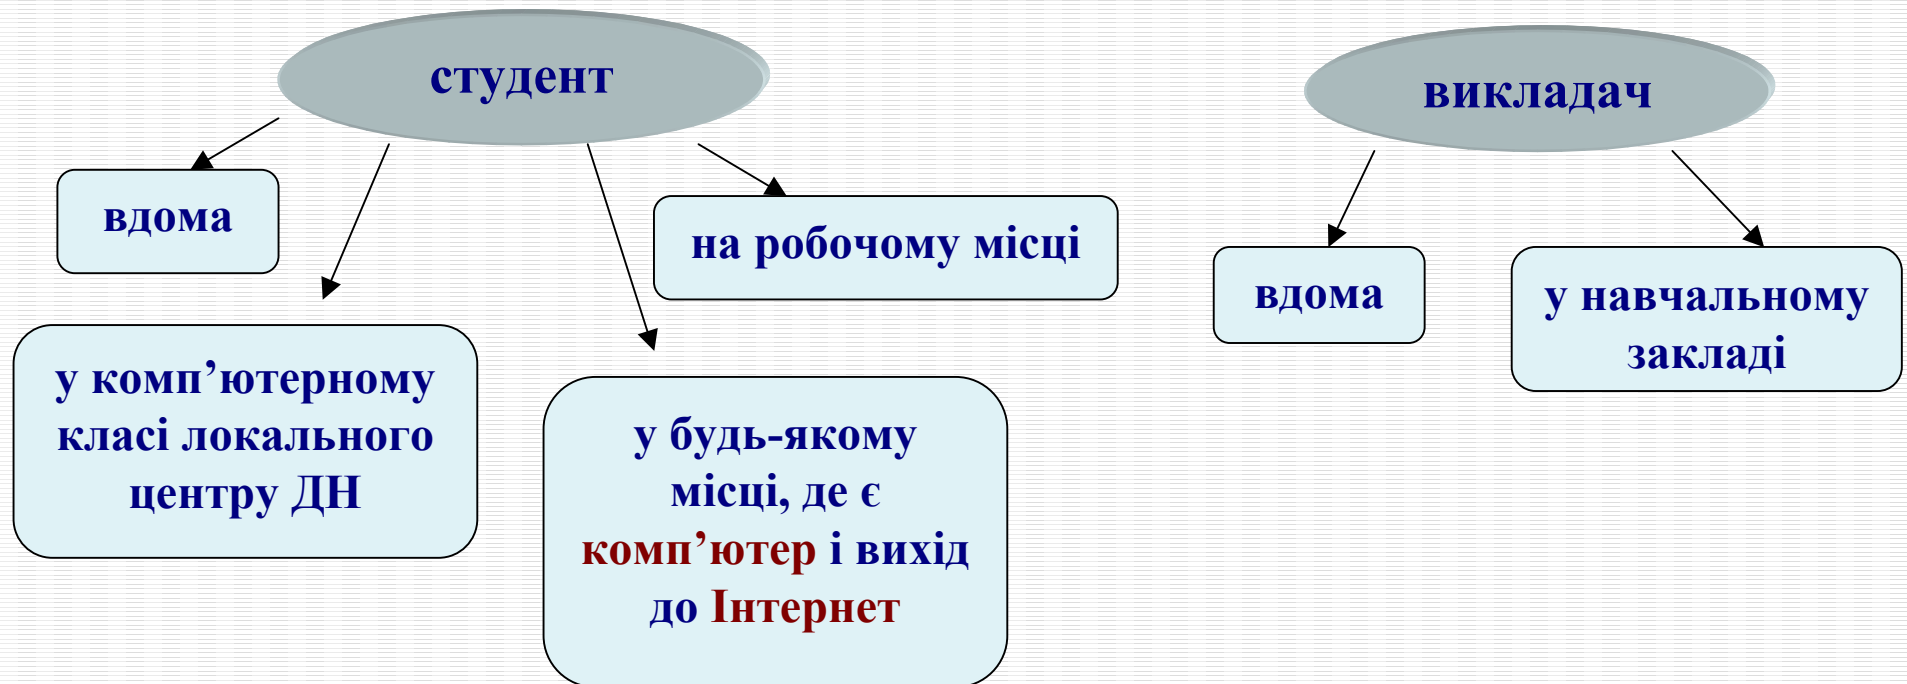 студент
викладач
вдома
на робочому місці
вдома
у навчальному
закладі
у комп’ютерному
класі локального
центру ДН
у будь-якому
місці, де є
комп’ютер і вихід
до Інтернет